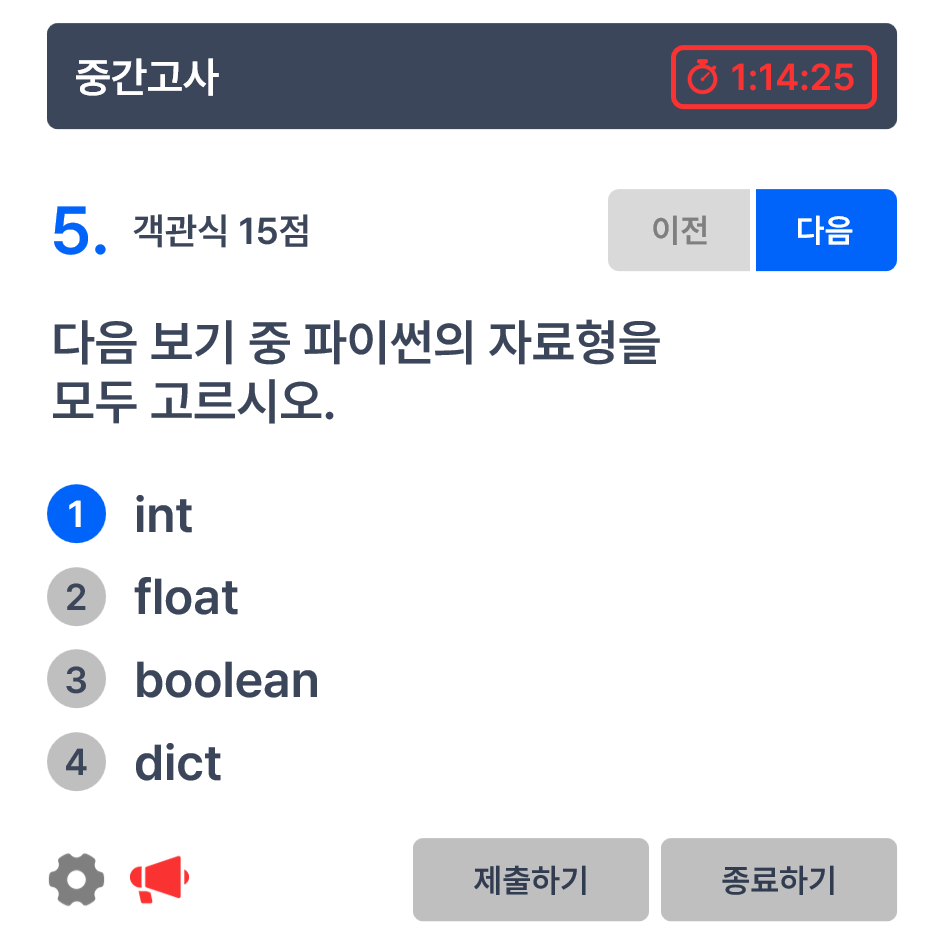 중간고사 1:14:25
5. 객관식 15점 이전 다음
다음 보기 중 파이썬의 자료형을
모두 고르시오.
1 int
2 float
3 boolean
4 dict
제출하기 종료하기